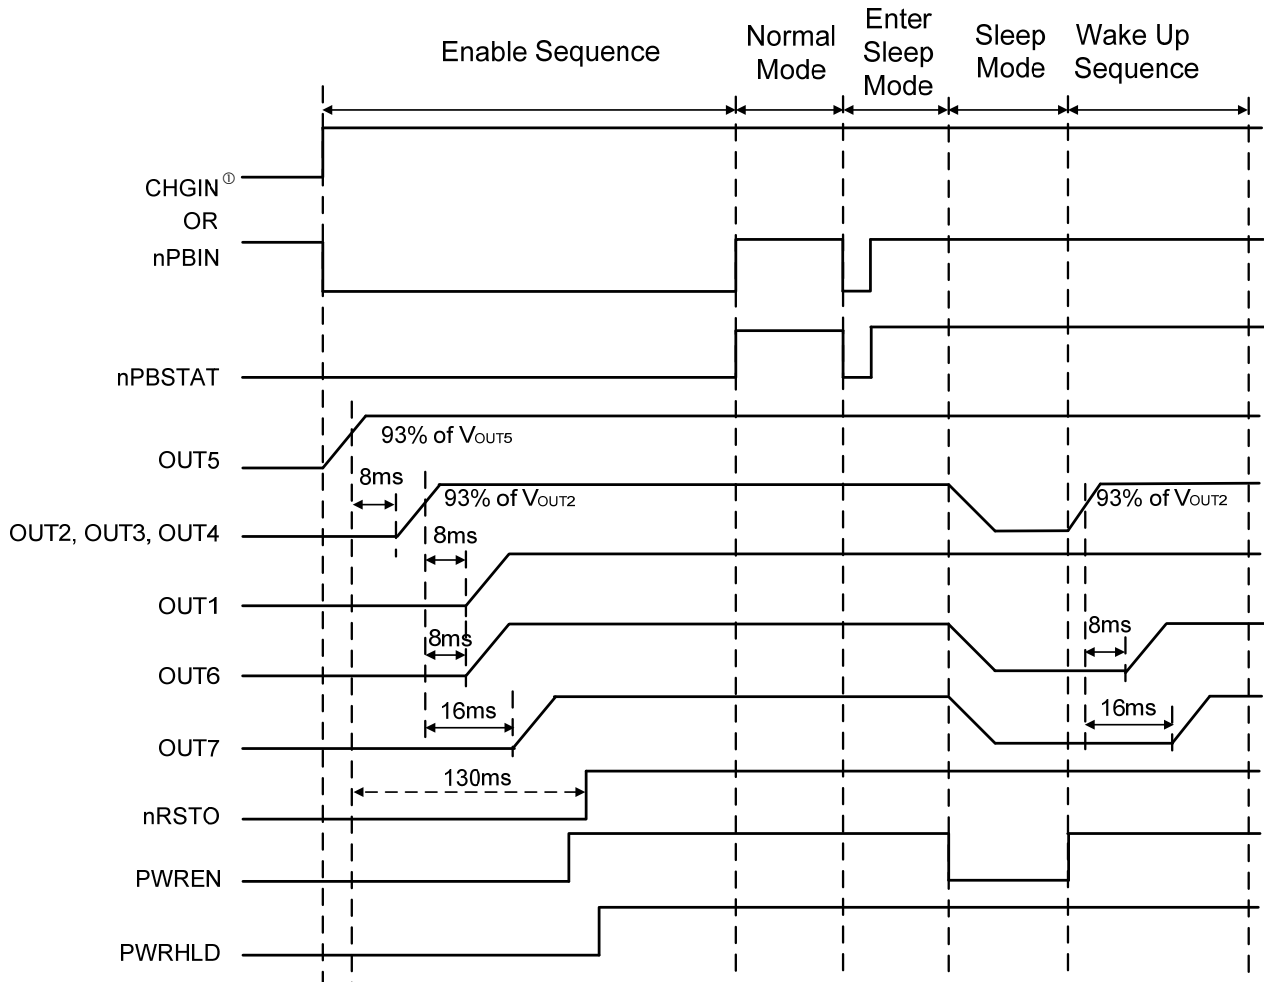 Enable Sequence
Normal
Mode
Enter
Sleep
Mode
Sleep
Mode
Wake Up
Sequence
CHGIN①
OR
nPBIN
nPBSTAT
OUT5
93% of VOUT5
8ms
OUT2, OUT3, OUT4
93% of VOUT2
93% of VOUT2
8ms
OUT1
8ms
8ms
OUT6
16ms
16ms
OUT7
130ms
nRSTO
PWREN
PWRHLD